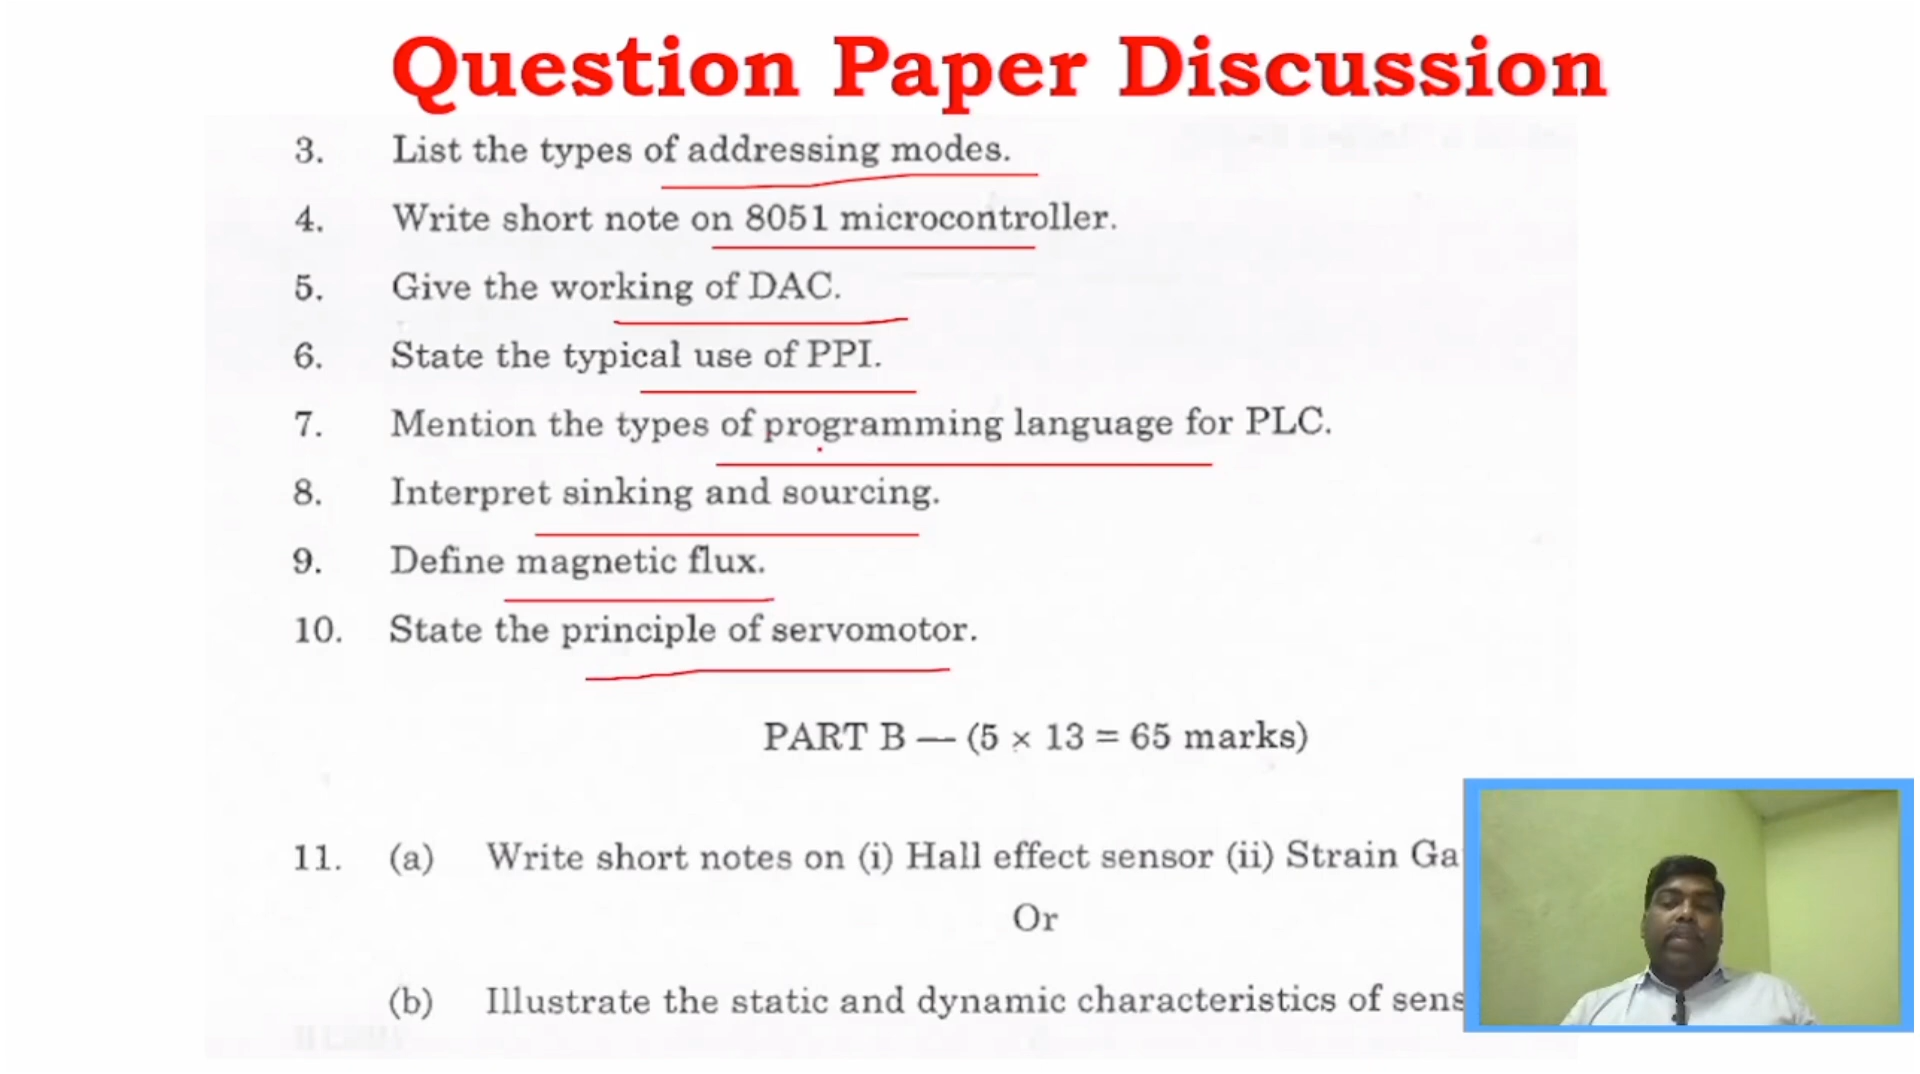 Question Paper Discussion
3. List the types of addressing modes.
4. Write short note on 8051 microcontroller.
5. Give the working of DAC.
6. State the typical use of PPI.
7. Mention the types of programming language for PLC.
8. Interpret sinking and sourcing.
9. Define magnetic flux.
10. State the principle of servomotor.
PART B — (5 × 13 = 65 marks)
11. (a) Write short notes on (i) Hall effect sensor (ii) Strain Ga
Or
(b) Illustrate the static and dynamic characteristics of sens